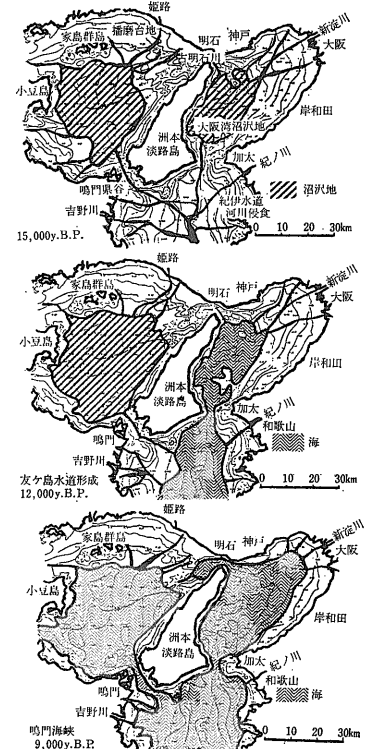 姫路
家島群島
播磨台地
明石
神戸
新淀川
大阪
古明石川
小豆島
岸和田
大阪湾沼沢地
洲本
淡路島
加太
紀ノ川
鳴門県谷
紀伊水道
河川侵食
沼沢地
吉野川
15,000y.B.P.
0 10 20 30km
姫路
家島群島
明石
神戸
新淀川
大阪
小豆島
岸和田
洲本
淡路島
加太
紀ノ川
和歌山
鳴門
海
吉野川
友ケ島水道形成
12,000y.B.P.
0 10 20 30km
姫路
家島群島
明石
神戸
新淀川
大阪
小豆島
岸和田
洲本
淡路島
加太
紀ノ川
和歌山
鳴門
海
吉野川
鳴門海峡
9,000y.B.P.
0 10 20 30km